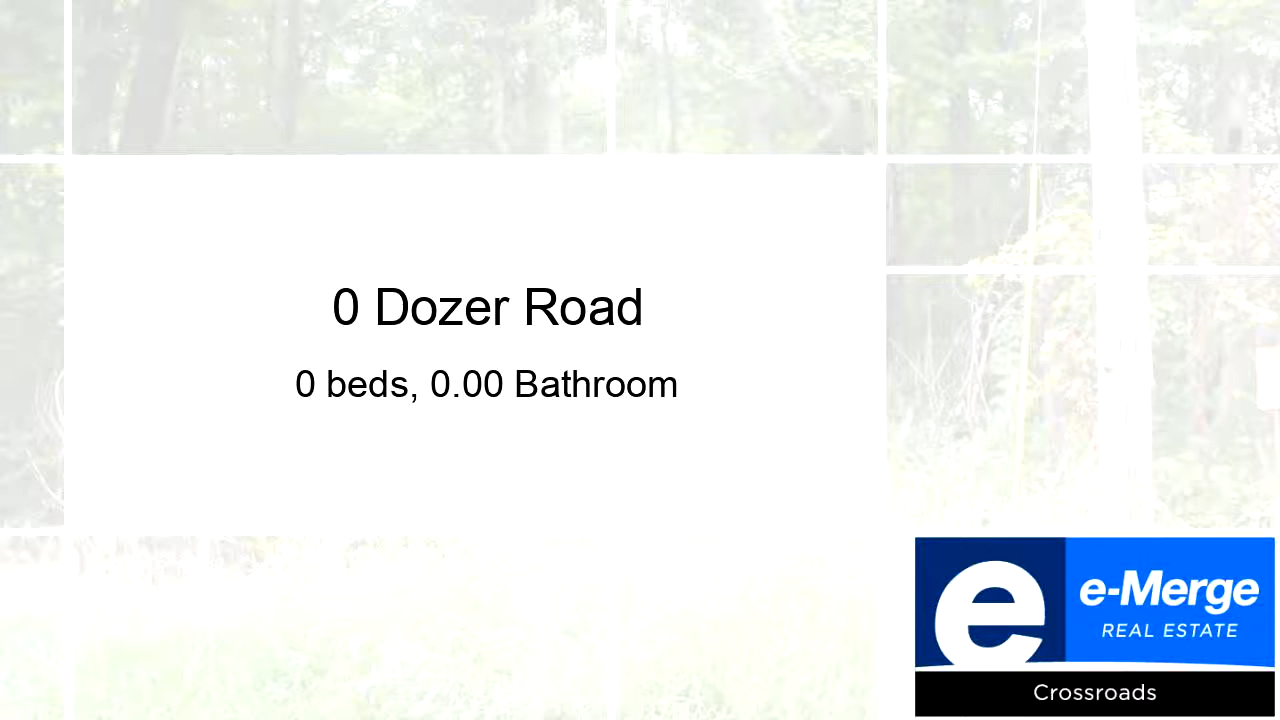 0 Dozer Road
0 beds, 0.00 Bathroom
e
e-Merge
REAL ESTATE
Crossroads